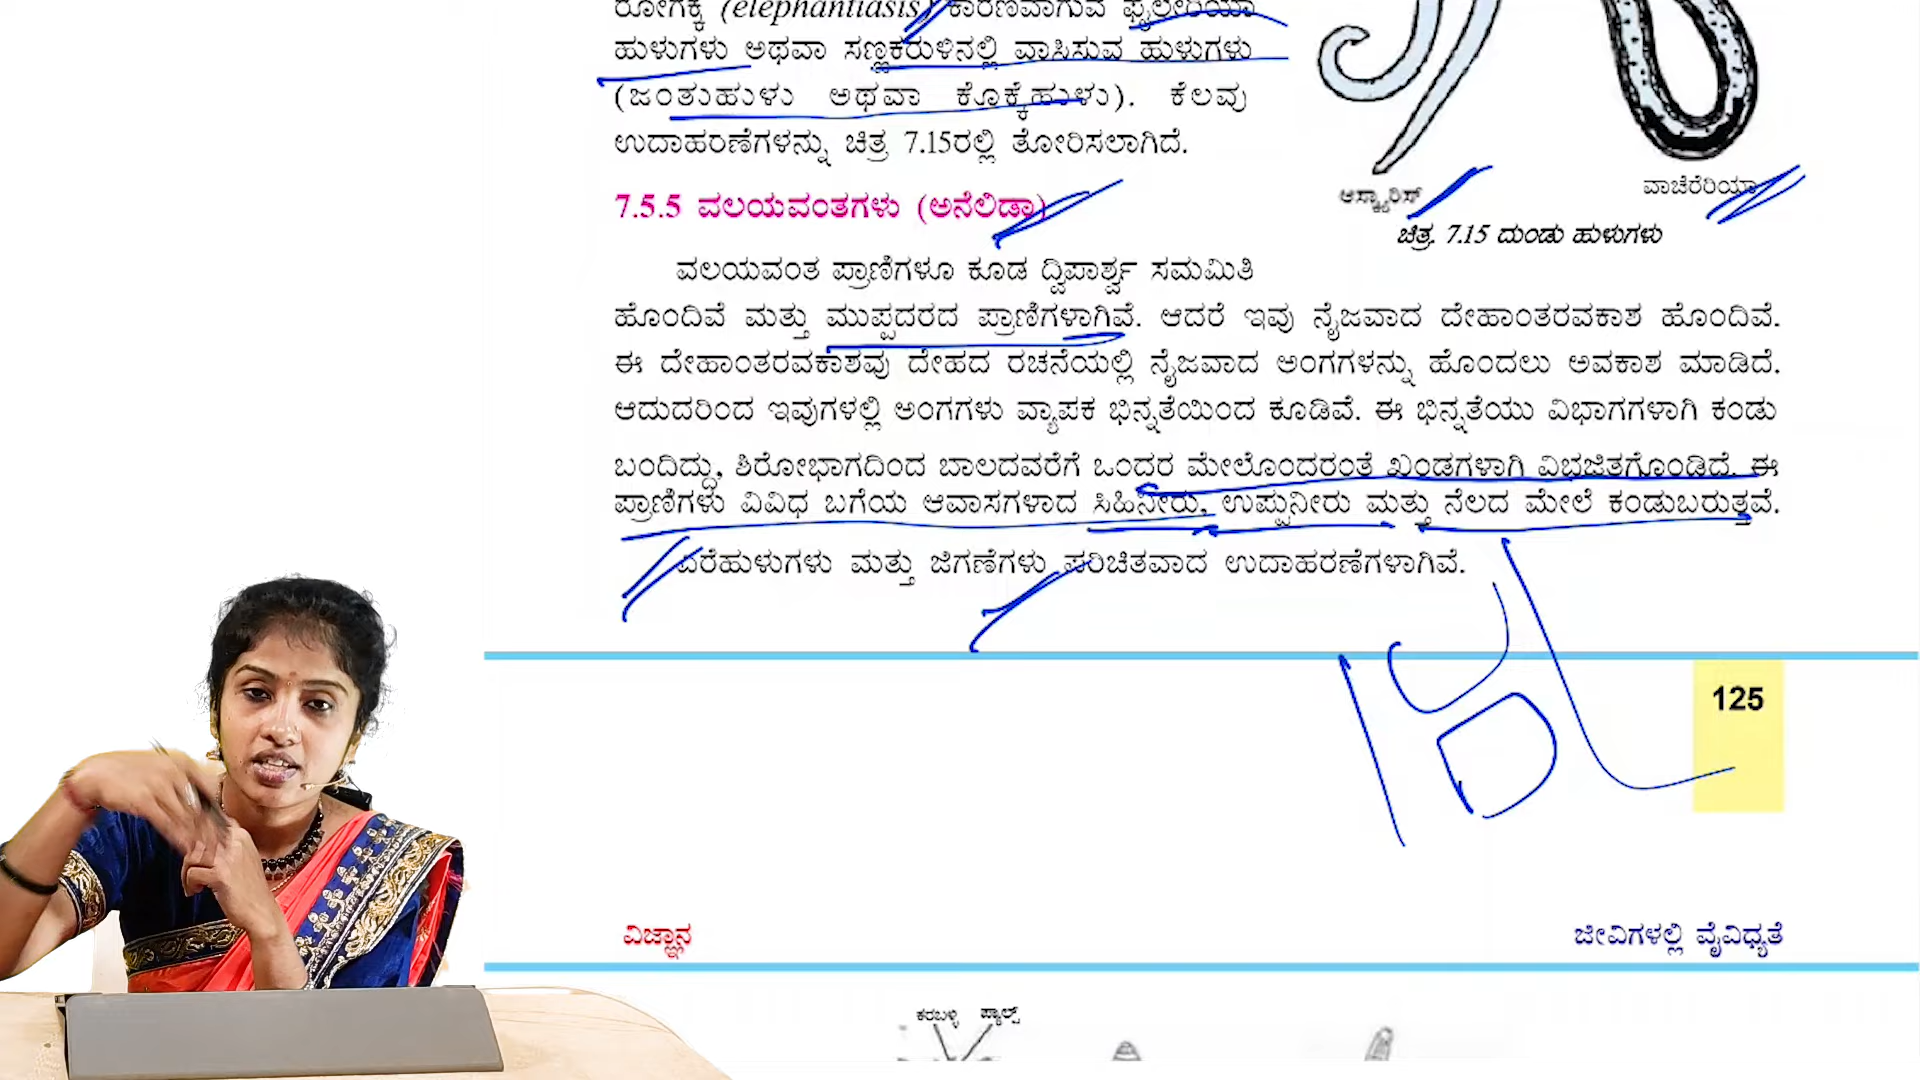 ರೋಗಕ್ಕೆ (elephantiasis) ಕಾರಣವಾಗುವ ಫೈಲೇರಿಯಾ
ಹುಳುಗಳು ಅಥವಾ ಸಣ್ಣಕರುಳಿನಲ್ಲಿ ವಾಸಿಸುವ ಹುಳುಗಳು
(ಜಂತುಹುಳು ಅಥವಾ ಕೊಕ್ಕೆಹುಳು). ಕೆಲವು
ಉದಾಹರಣೆಗಳನ್ನು ಚಿತ್ರ 7.15ರಲ್ಲಿ ತೋರಿಸಲಾಗಿದೆ.
ಆಸ್ಕ್ಯಾರಿಸ್
ವಾಚೆರೆರಿಯಾ
ಚಿತ್ರ. 7.15 ದುಂಡು ಹುಳುಗಳು
7.5.5 ವಲಯವಂತಗಳು (ಅನೆಲಿಡಾ)
ವಲಯವಂತ ಪ್ರಾಣಿಗಳೂ ಕೂಡ ದ್ವಿಪಾರ್ಶ್ವ ಸಮಮಿತಿ
ಹೊಂದಿವೆ ಮತ್ತು ಮುಪ್ಪದರದ ಪ್ರಾಣಿಗಳಾಗಿವೆ. ಆದರೆ ಇವು ನೈಜವಾದ ದೇಹಾಂತರವಕಾಶ ಹೊಂದಿವೆ.
ಈ ದೇಹಾಂತರವಕಾಶವು ದೇಹದ ರಚನೆಯಲ್ಲಿ ನೈಜವಾದ ಅಂಗಗಳನ್ನು ಹೊಂದಲು ಅವಕಾಶ ಮಾಡಿದೆ.
ಆದುದರಿಂದ ಇವುಗಳಲ್ಲಿ ಅಂಗಗಳು ವ್ಯಾಪಕ ಭಿನ್ನತೆಯಿಂದ ಕೂಡಿವೆ. ಈ ಭಿನ್ನತೆಯು ವಿಭಾಗಗಳಾಗಿ ಕಂಡು
ಬಂದಿದ್ದು, ಶಿರೋಭಾಗದಿಂದ ಬಾಲದವರೆಗೆ ಒಂದರ ಮೇಲೊಂದರಂತೆ ಖಂಡಗಳಾಗಿ ವಿಭಜಿತಗೊಂಡಿದೆ. ಈ
ಪ್ರಾಣಿಗಳು ವಿವಿಧ ಬಗೆಯ ಆವಾಸಗಳಾದ ಸಿಹಿನೀರು, ಉಪ್ಪುನೀರು ಮತ್ತು ನೆಲದ ಮೇಲೆ ಕಂಡುಬರುತ್ತವೆ.
ಎರೆಹುಳುಗಳು ಮತ್ತು ಜಿಗಣೆಗಳು ಪರಿಚಿತವಾದ ಉದಾಹರಣೆಗಳಾಗಿವೆ.
125
ವಿಜ್ಞಾನ
ಜೀವಿಗಳಲ್ಲಿ ವೈವಿಧ್ಯತೆ
ಕರಬಳ್ಳಿ
ಪ್ಯಾಲ್ಪ್